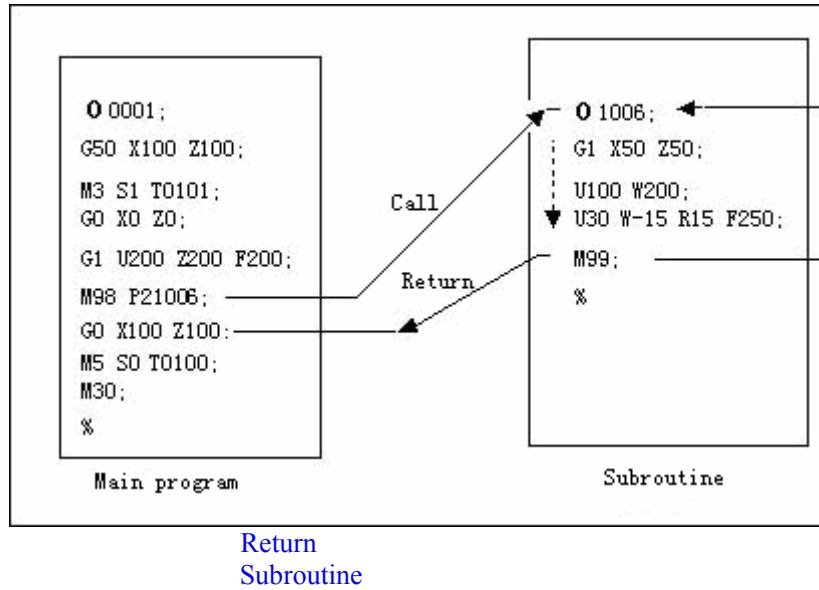 O 0001;
G50 X100 Z100;
M3 S1 T0101;
G0 X0 Z0;
G1 U200 Z200 F200;
M98 P21006;
G0 X100 Z100;
M5 S0 T0100;
M30;
%
Main program
Call
Return
O 1006;
G1 X50 Z50;
U100 W200;
U30 W-15 R15 F250;
M99;
%
Subroutine
Return
Subroutine